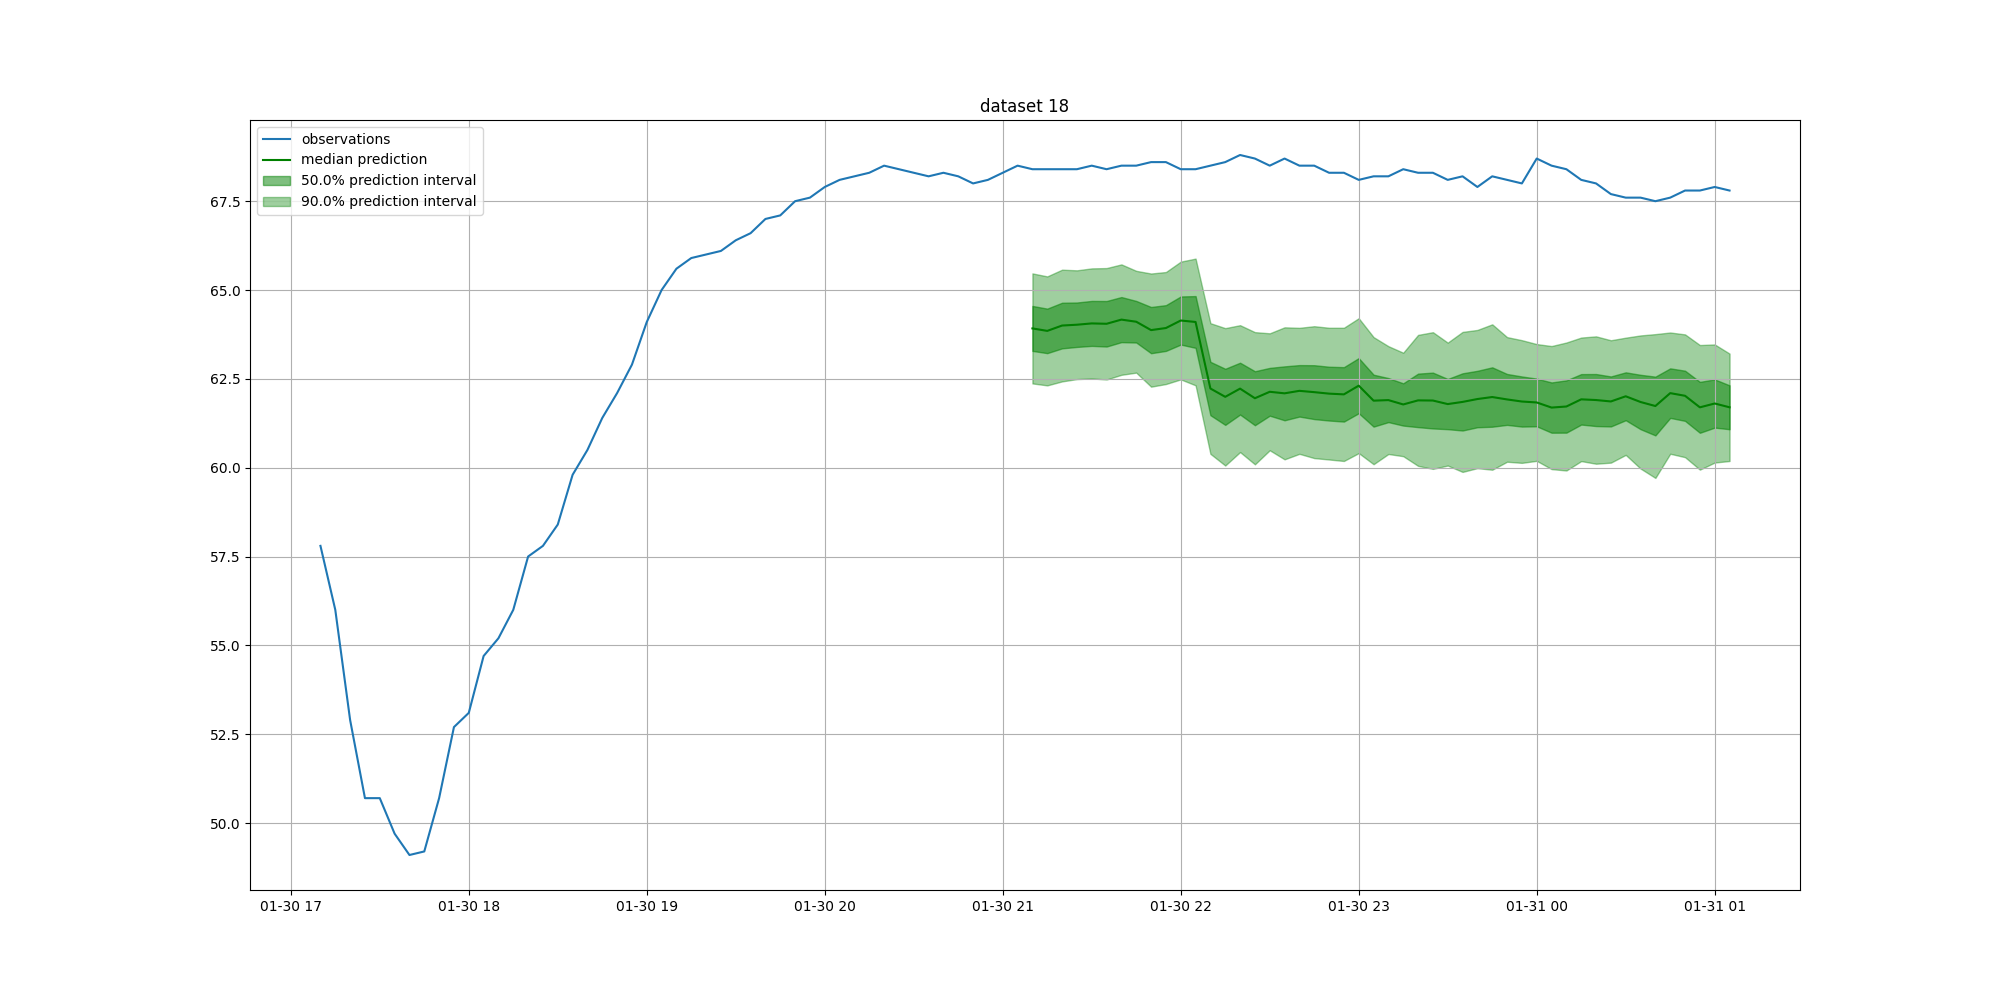 dataset 18
observations
median prediction
50.0% prediction interval
90.0% prediction interval
67.5
65.0
62.5
60.0
57.5
55.0
52.5
50.0
01-30 17 01-30 18 01-30 19 01-30 20 01-30 21 01-30 22 01-30 23 01-31 00 01-31 01